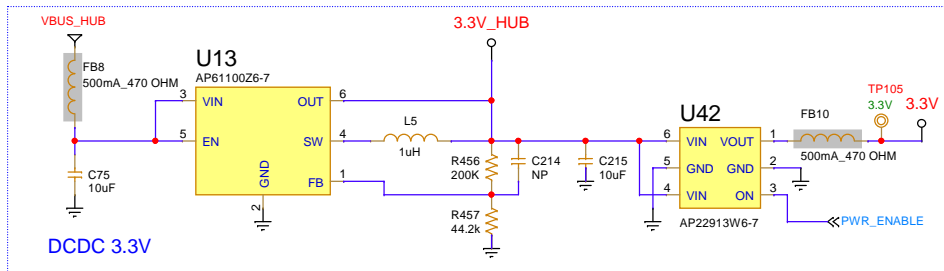 VBUS_HUB
3.3V_HUB
U13
AP61100Z6-7
FB8
500mA_470 OHM
3
VIN
OUT
6
5
EN
SW
4
L5
1uH
FB
1
GND
2
C75
10uF
R456
200K
C214
NP
C215
10uF
R457
44.2k
U42
6
VIN
VOUT
1
5
GND
GND
2
4
VIN
ON
3
AP22913W6-7
FB10
500mA_470 OHM
TP105
3.3V
3.3V
PWR_ENABLE
DCDC 3.3V